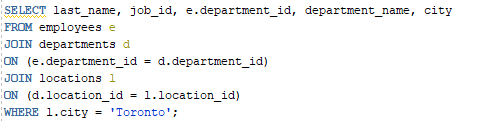 SELECT last_name, job_id, e.department_id, department_name, city
FROM employees e
JOIN departments d
ON (e.department_id = d.department_id)
JOIN locations l
ON (d.location_id = l.location_id)
WHERE l.city = 'Toronto';